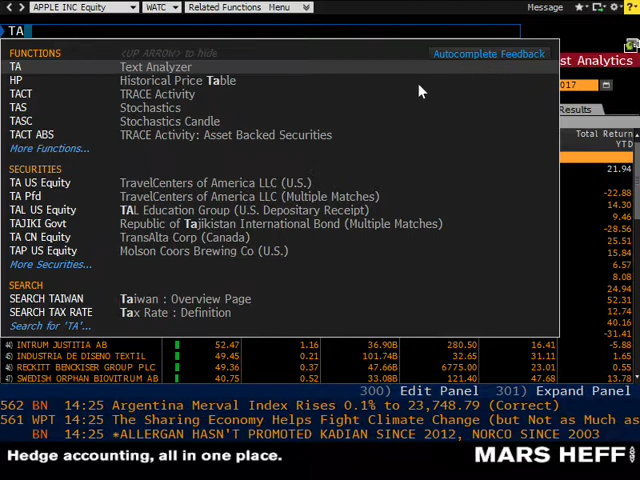 APPLE INC Equity WATC Related Functions Menu Message
TA
FUNCTIONS <UP ARROW> to hide Autocomplete Feedback
TA Text Analyzer
HP Historical Price Table
TACT TRACE Activity
TAS Stochastics
TASC Stochastics Candle
TACT ABS TRACE Activity: Asset Backed Securities
More Functions...
SECURITIES
TA US Equity TravelCenters of America LLC (U.S.)
TA Pfd TravelCenters of America LLC (Multiple Matches)
TAL US Equity TAL Education Group (U.S. Depositary Receipt)
TAJIKI Govt Republic of Tajikistan International Bond (Multiple Matches)
TA CN Equity TransAlta Corp (Canada)
TAP US Equity Molson Coors Brewing Co (U.S.)
More Securities...
SEARCH
SEARCH TAIWAN Taiwan : Overview Page
SEARCH TAX RATE Tax Rate : Definition
Search for 'TA'...
t Analytics
017
Results
Total Return
YTD
21.94
-22.88
14.30
9.46
-28.56
25.51
6.57
8.08
32.24
10.74
-31.41
44) INTRUM JUSTITIA AB 52.47 1.16 36.90B 280.50 16.41 -5.88
45) INDUSTRIA DE DISENO TEXTIL 49.45 0.21 101.74B 32.65 31.11 1.65
46) RECKITT BENCKISER GROUP PLC 49.36 0.37 47.66B 6775.00 23.25 0.13
47) SWEDISH ORPHAN BIOVITRUM AB 40.75 0.52 33.08B 121.40 47.68 13.78
300) Edit Panel 301) Expand Panel
562 BN 14:25 Argentina Merval Index Rises 0.1% to 23,748.79 (Correct)
561 WPT 14:25 The Sharing Economy Helps Fight Climate Change (but Not as Much as
BN 14:25 *ALLERGAN HASN'T PROMOTED KADIAN SINCE 2012, NORCO SINCE 2003
Hedge accounting, all in one place. MARS HEFF